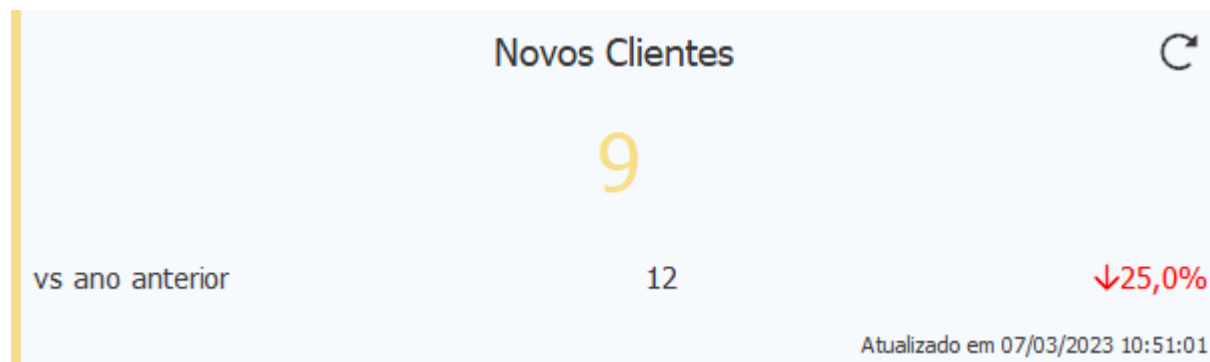 Novos Clientes
9
vs ano anterior 12 ↓25,0%
Atualizado em 07/03/2023 10:51:01